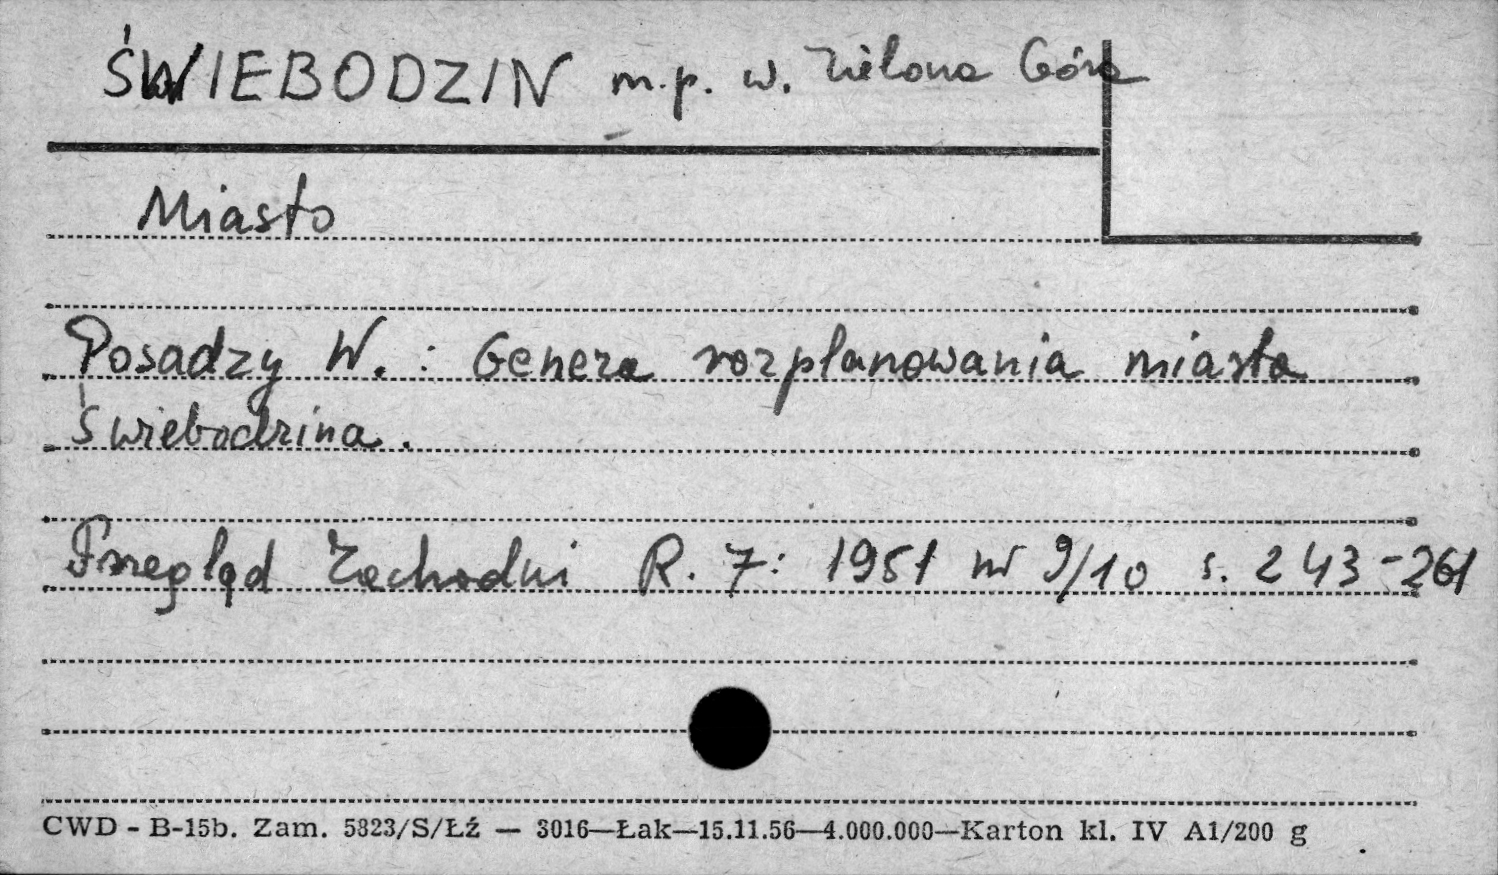 ŚWIEBODZIN m.p. w. Zielona Góra
Miasto
Posadzy W. : Geneza rozplanowania miasta
Świebodzina.
Przegląd Zachodni R. 7: 1951 nr 9/10 s. 243-261
CWD - B-15b. Zam. 5823/S/Łź — 3016—Łak—15.11.56—4.000.000—Karton kl. IV A1/200 g